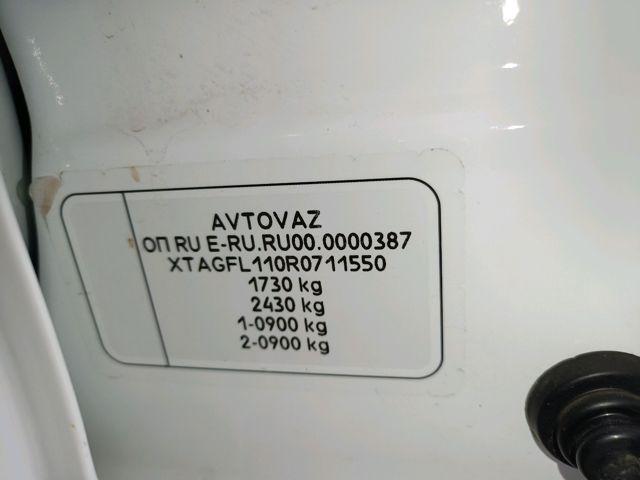 AVTOVAZ
ОП RU E-RU.RU00.0000387
XTAGFL110R0711550
1730 kg
2430 kg
1-0900 kg
2-0900 kg